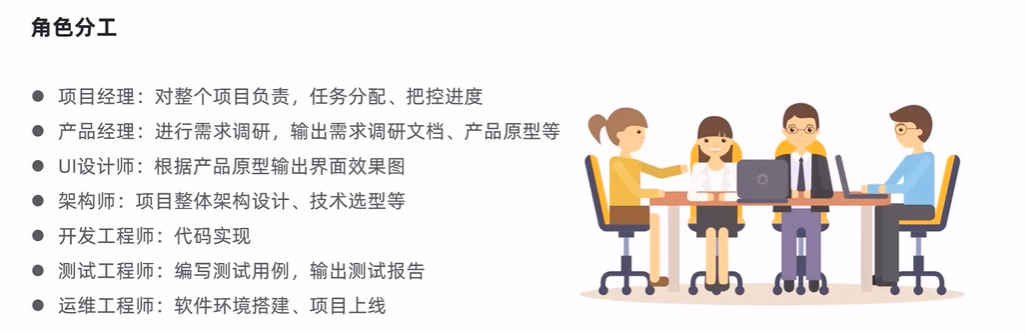 角色分工
● 项目经理：对整个项目负责，任务分配、把控进度
● 产品经理：进行需求调研，输出需求调研文档、产品原型等
● UI设计师：根据产品原型输出界面效果图
● 架构师：项目整体架构设计、技术选型等
● 开发工程师：代码实现
● 测试工程师：编写测试用例，输出测试报告
● 运维工程师：软件环境搭建、项目上线